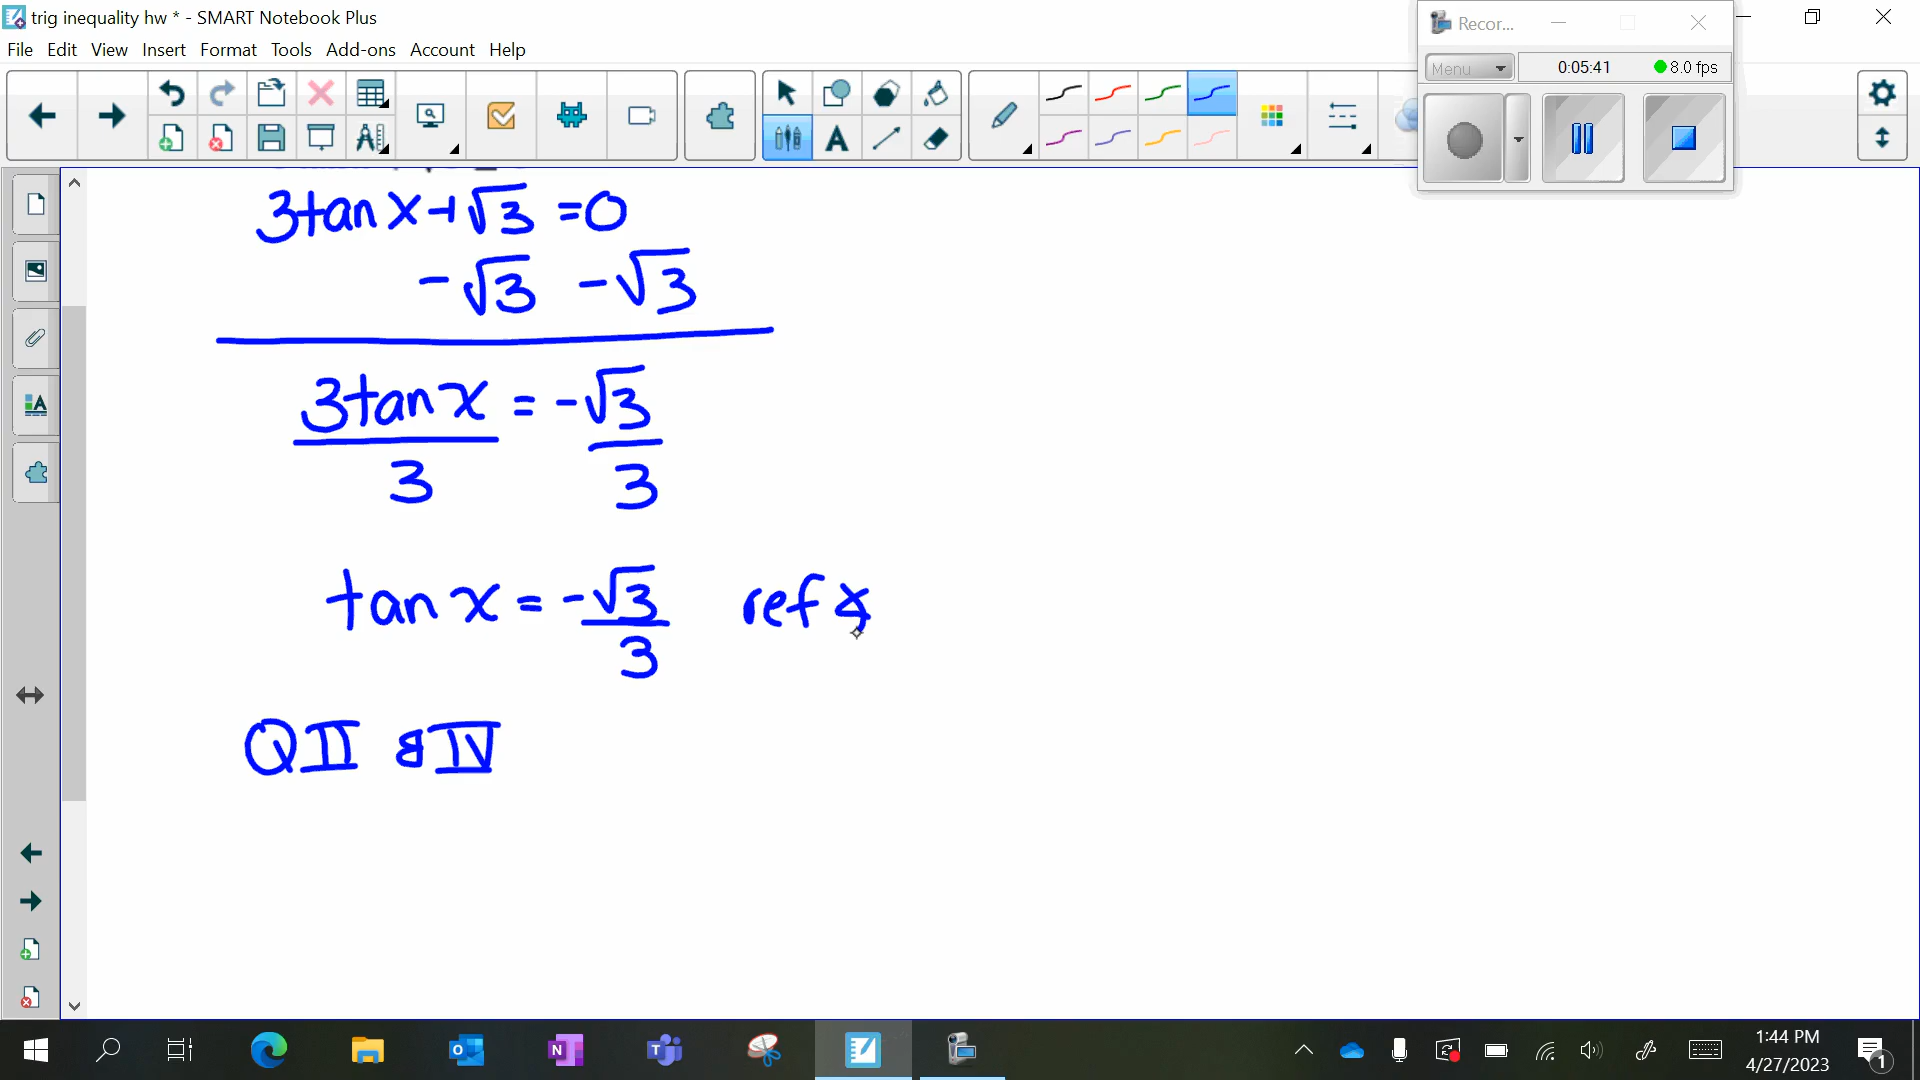 trig inequality hw * - SMART Notebook Plus
File Edit View Insert Format Tools Add-ons Account Help
Recor...
Menu
0:05:41
8.0 fps
3tan x + √3 = 0
- √3 - √3
3tan x = -√3
3 3
tan x = -√3 ref ∡
3
QII & IV
1:44 PM
4/27/2023
1